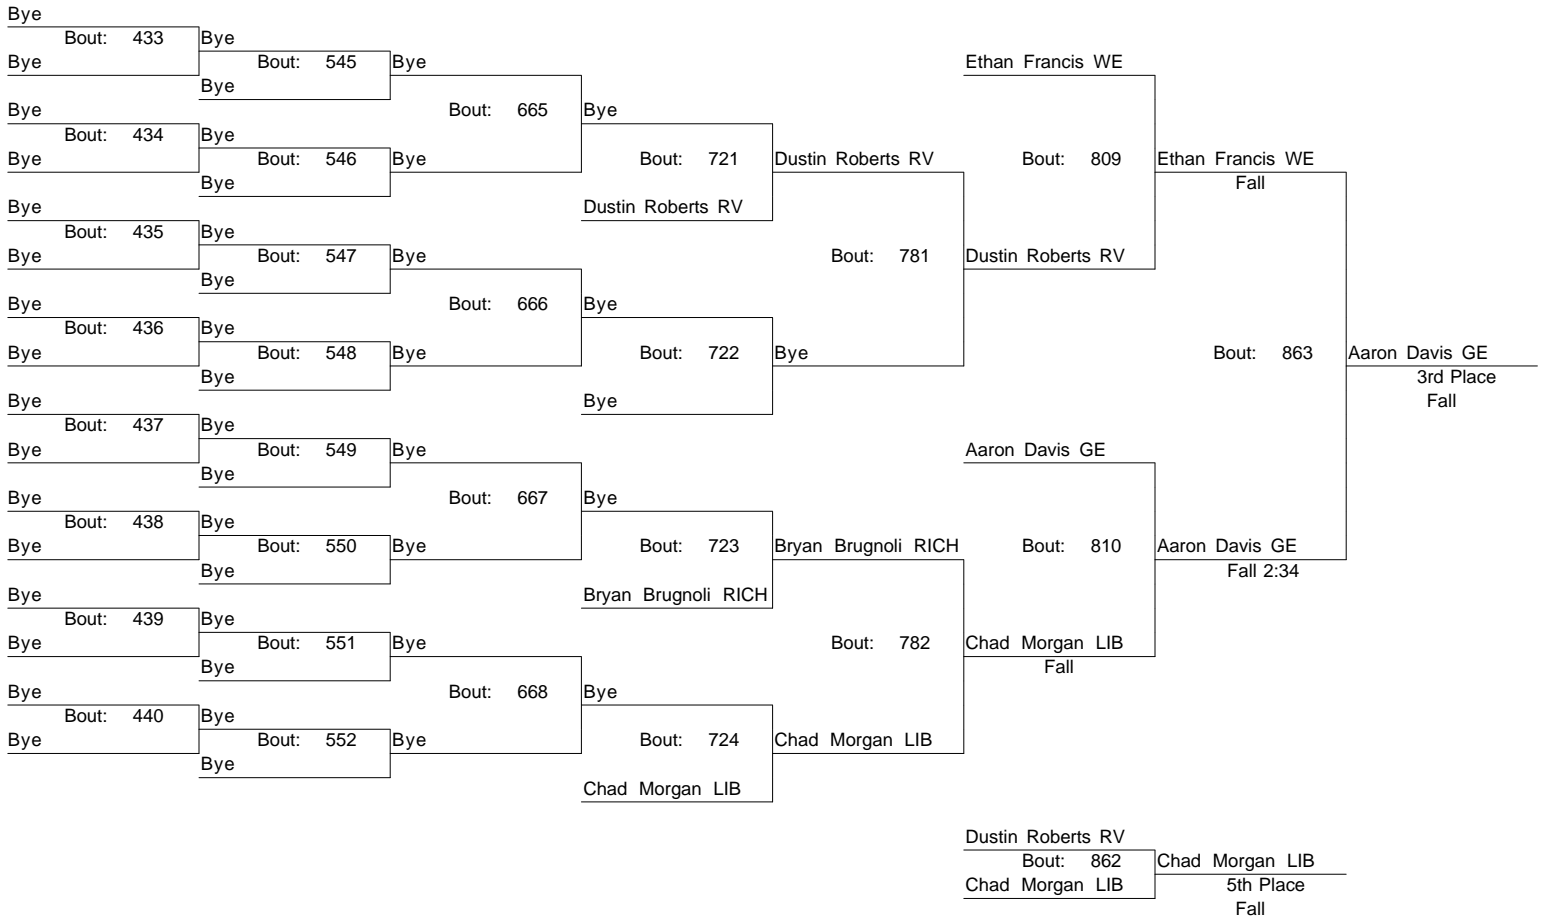 Bye
Bout: 433 Bye
Bye Bout: 545 Bye Ethan Francis WE
Bye
Bye Bout: 665 Bye
Bout: 434 Bye
Bye Bout: 546 Bye Bout: 721 Dustin Roberts RV Bout: 809 Ethan Francis WE
Bye Fall
Bye Dustin Roberts RV
Bout: 435 Bye
Bye Bout: 547 Bye Bout: 781 Dustin Roberts RV
Bye
Bye Bout: 666 Bye
Bout: 436 Bye
Bye Bout: 548 Bye Bout: 722 Bye Bout: 863 Aaron Davis GE
Bye 3rd Place
Bye Bye Fall
Bout: 437 Bye
Bye Bout: 549 Bye Aaron Davis GE
Bye
Bye Bout: 667 Bye
Bout: 438 Bye
Bye Bout: 550 Bye Bout: 723 Bryan Brugnoli RICH Bout: 810 Aaron Davis GE
Bye Fall 2:34
Bye Bryan Brugnoli RICH
Bout: 439 Bye
Bye Bout: 551 Bye Bout: 782 Chad Morgan LIB
Bye Fall
Bye Bout: 668 Bye
Bout: 440 Bye
Bye Bout: 552 Bye Bout: 724 Chad Morgan LIB
Bye
Chad Morgan LIB
Dustin Roberts RV
Bout: 862 Chad Morgan LIB
Chad Morgan LIB 5th Place
Fall